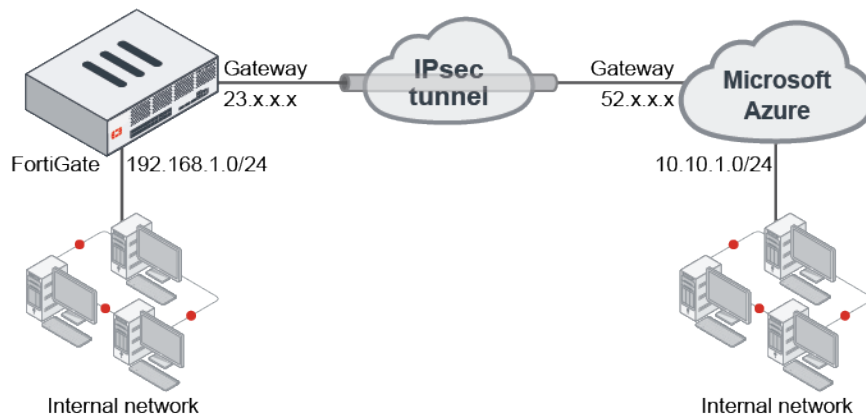 Gateway
23.x.x.x
IPsec
tunnel
Gateway
52.x.x.x
Microsoft
Azure
FortiGate
192.168.1.0/24
10.10.1.0/24
Internal network
Internal network